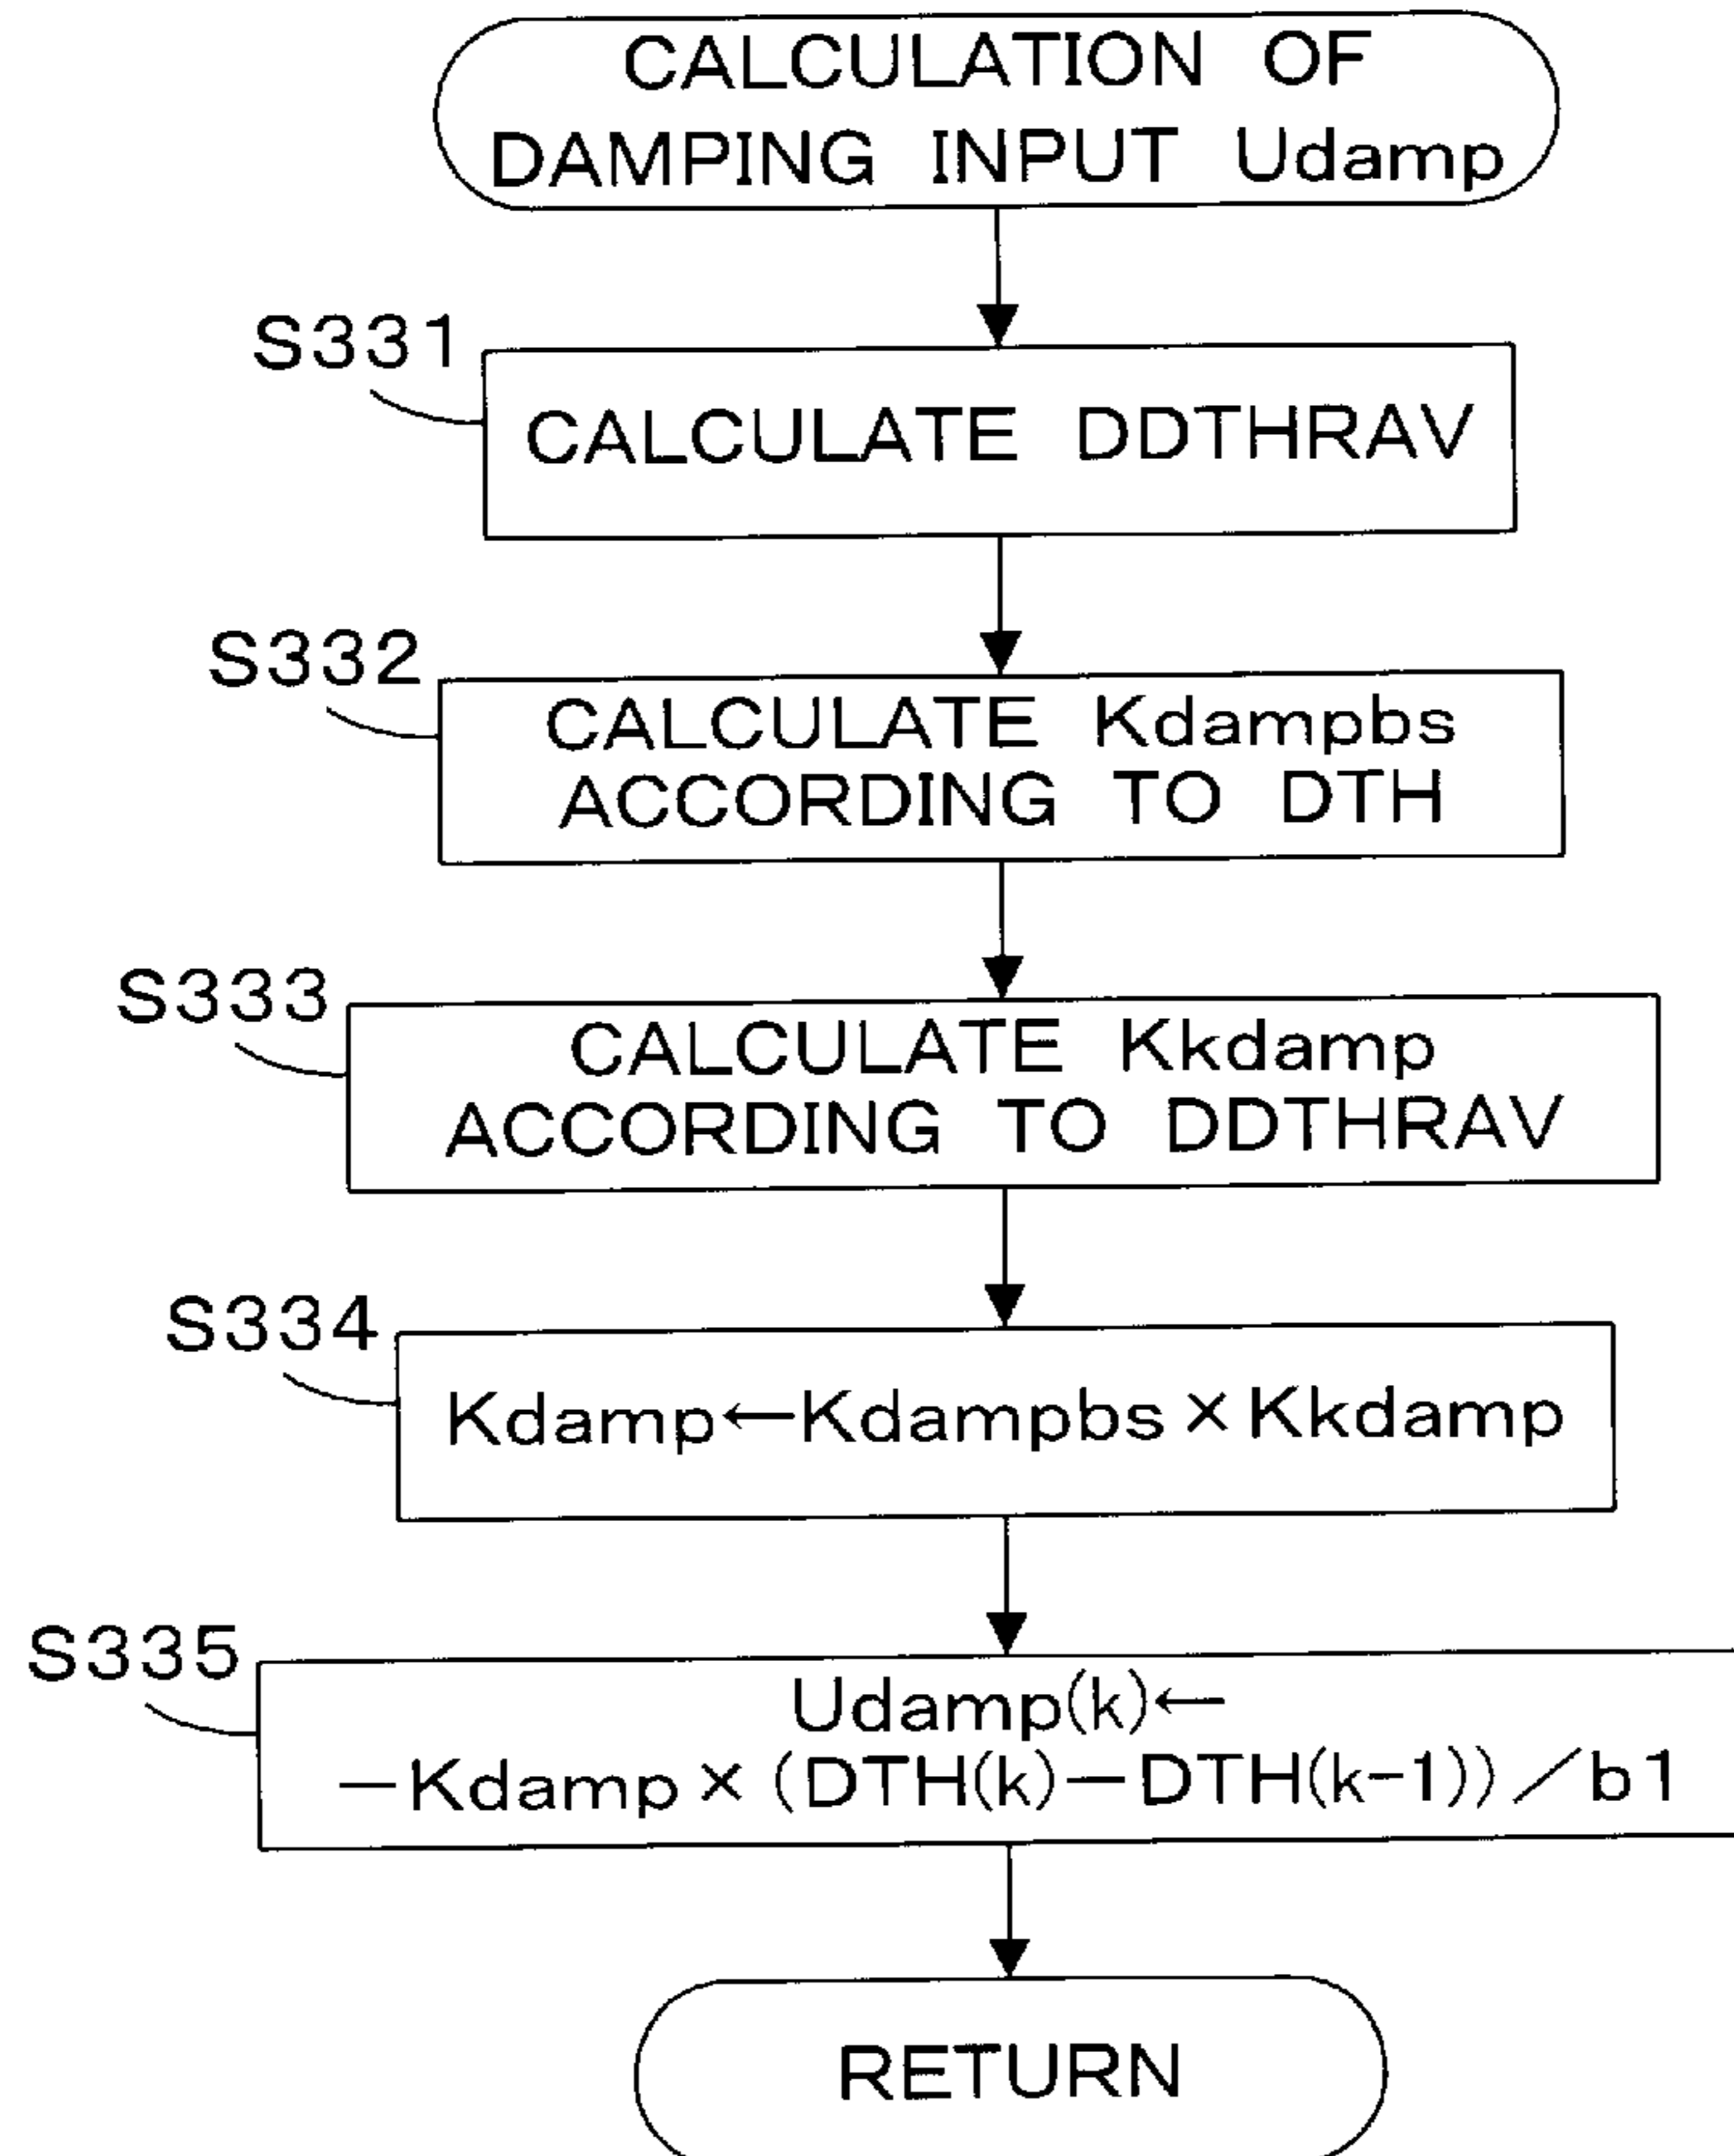 CALCULATION OF
DAMPING INPUT Udamp
S331
CALCULATE DDTHRAV
S332
CALCULATE Kdampbs
ACCORDING TO DTH
S333
CALCULATE Kkdamp
ACCORDING TO DDTHRAV
S334
Kdamp←Kdampbs×Kkdamp
S335
Udamp(k)←
−Kdamp×(DTH(k)−DTH(k−1))/b1
RETURN